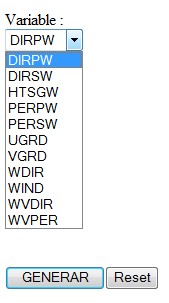 Variable :
DIRPW
DIRPW
DIRSW
HTSGW
PERPW
PERSW
UGRD
VGRD
WDIR
WIND
WVDIR
WVPER
GENERAR Reset